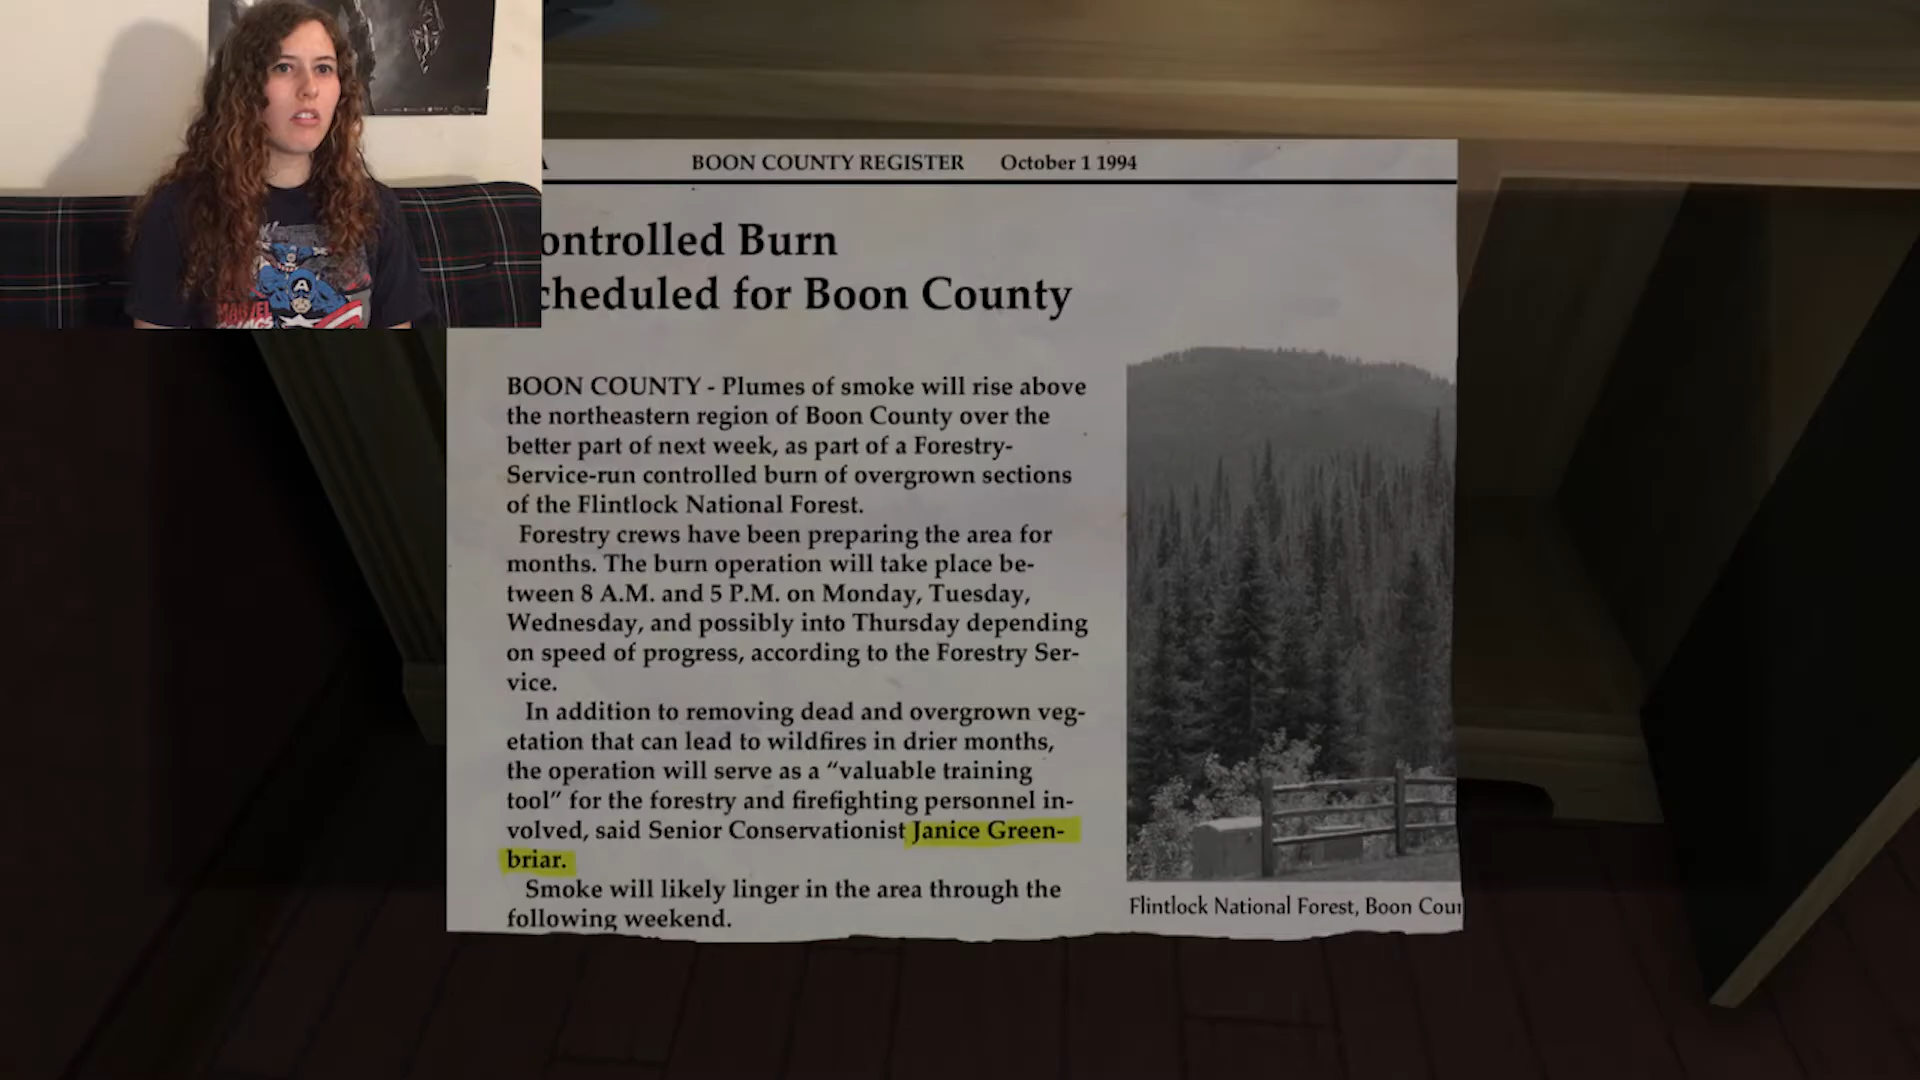 BOON COUNTY REGISTER October 1 1994
ontrolled Burn
cheduled for Boon County
BOON COUNTY - Plumes of smoke will rise above
the northeastern region of Boon County over the
better part of next week, as part of a Forestry-
Service-run controlled burn of overgrown sections
of the Flintlock National Forest.
Forestry crews have been preparing the area for
months. The burn operation will take place be-
tween 8 A.M. and 5 P.M. on Monday, Tuesday,
Wednesday, and possibly into Thursday depending
on speed of progress, according to the Forestry Ser-
vice.
In addition to removing dead and overgrown veg-
etation that can lead to wildfires in drier months,
the operation will serve as a “valuable training
tool” for the forestry and firefighting personnel in-
volved, said Senior Conservationist Janice Green-
briar.
Smoke will likely linger in the area through the
following weekend.
Flintlock National Forest, Boon Cou
MARVEL
A